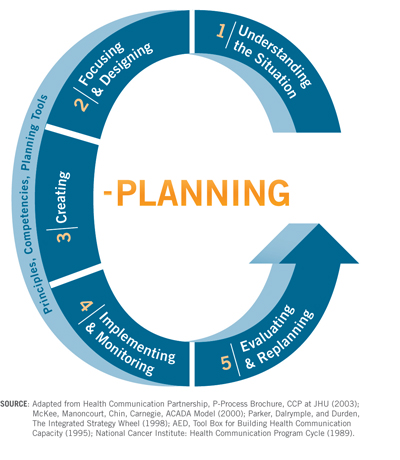 1 Understanding
the Situation
2 Focusing
& Designing
3 Creating
4 Implementing
& Monitoring
5 Evaluating
& Replanning
Principles, Competencies, Planning Tools
-PLANNING
SOURCE: Adapted from Health Communication Partnership, P-Process Brochure, CCP at JHU (2003);
McKee, Manoncourt, Chin, Carnegie, ACADA Model (2000); Parker, Dalrymple, and Durden,
The Integrated Strategy Wheel (1998); AED, Tool Box for Building Health Communication
Capacity (1995); National Cancer Institute: Health Communication Program Cycle (1989).